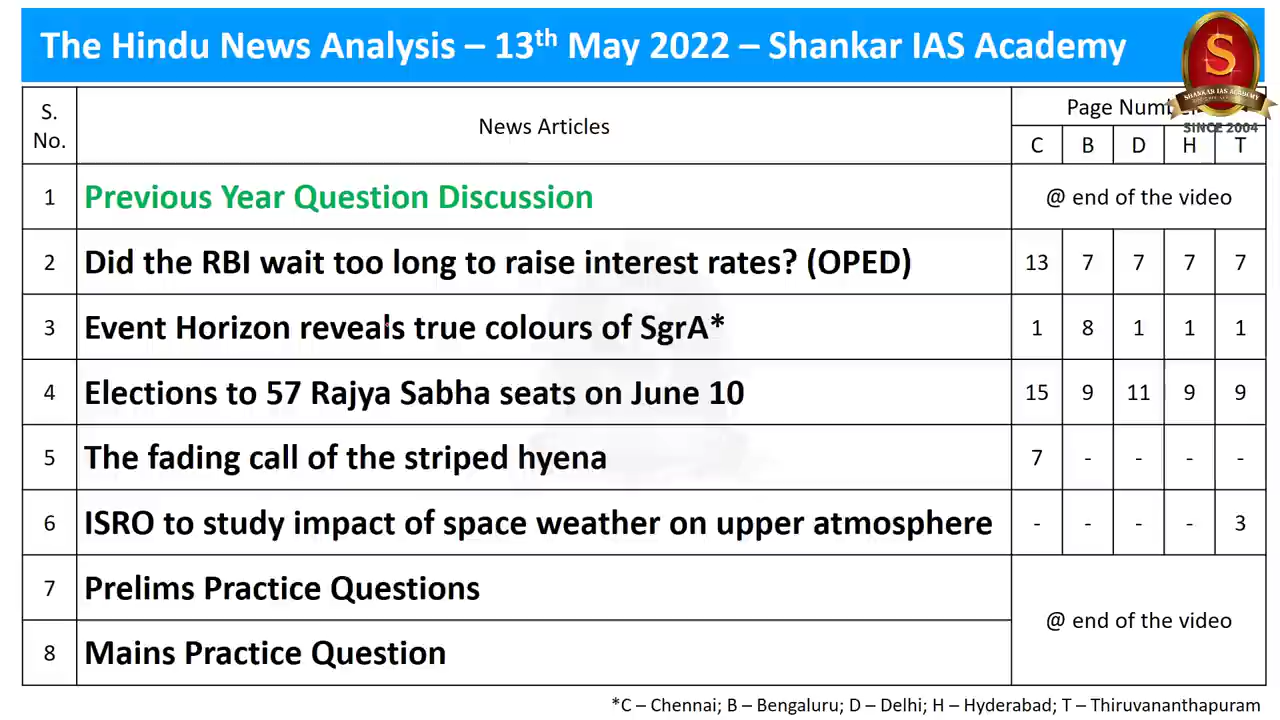 The Hindu News Analysis – 13th May 2022 – Shankar IAS Academy
S
SHANKAR IAS ACADEMY
SINCE 2004
S. No. News Articles Page
C B D H T
1 Previous Year Question Discussion @ end of the video
2 Did the RBI wait too long to raise interest rates? (OPED) 13 7 7 7 7
3 Event Horizon reveals true colours of SgrA* 1 8 1 1 1
4 Elections to 57 Rajya Sabha seats on June 10 15 9 11 9 9
5 The fading call of the striped hyena 7 - - - -
6 ISRO to study impact of space weather on upper atmosphere - - - - 3
7 Prelims Practice Questions @ end of the video
8 Mains Practice Question
*C – Chennai; B – Bengaluru; D – Delhi; H – Hyderabad; T – Thiruvananthapuram